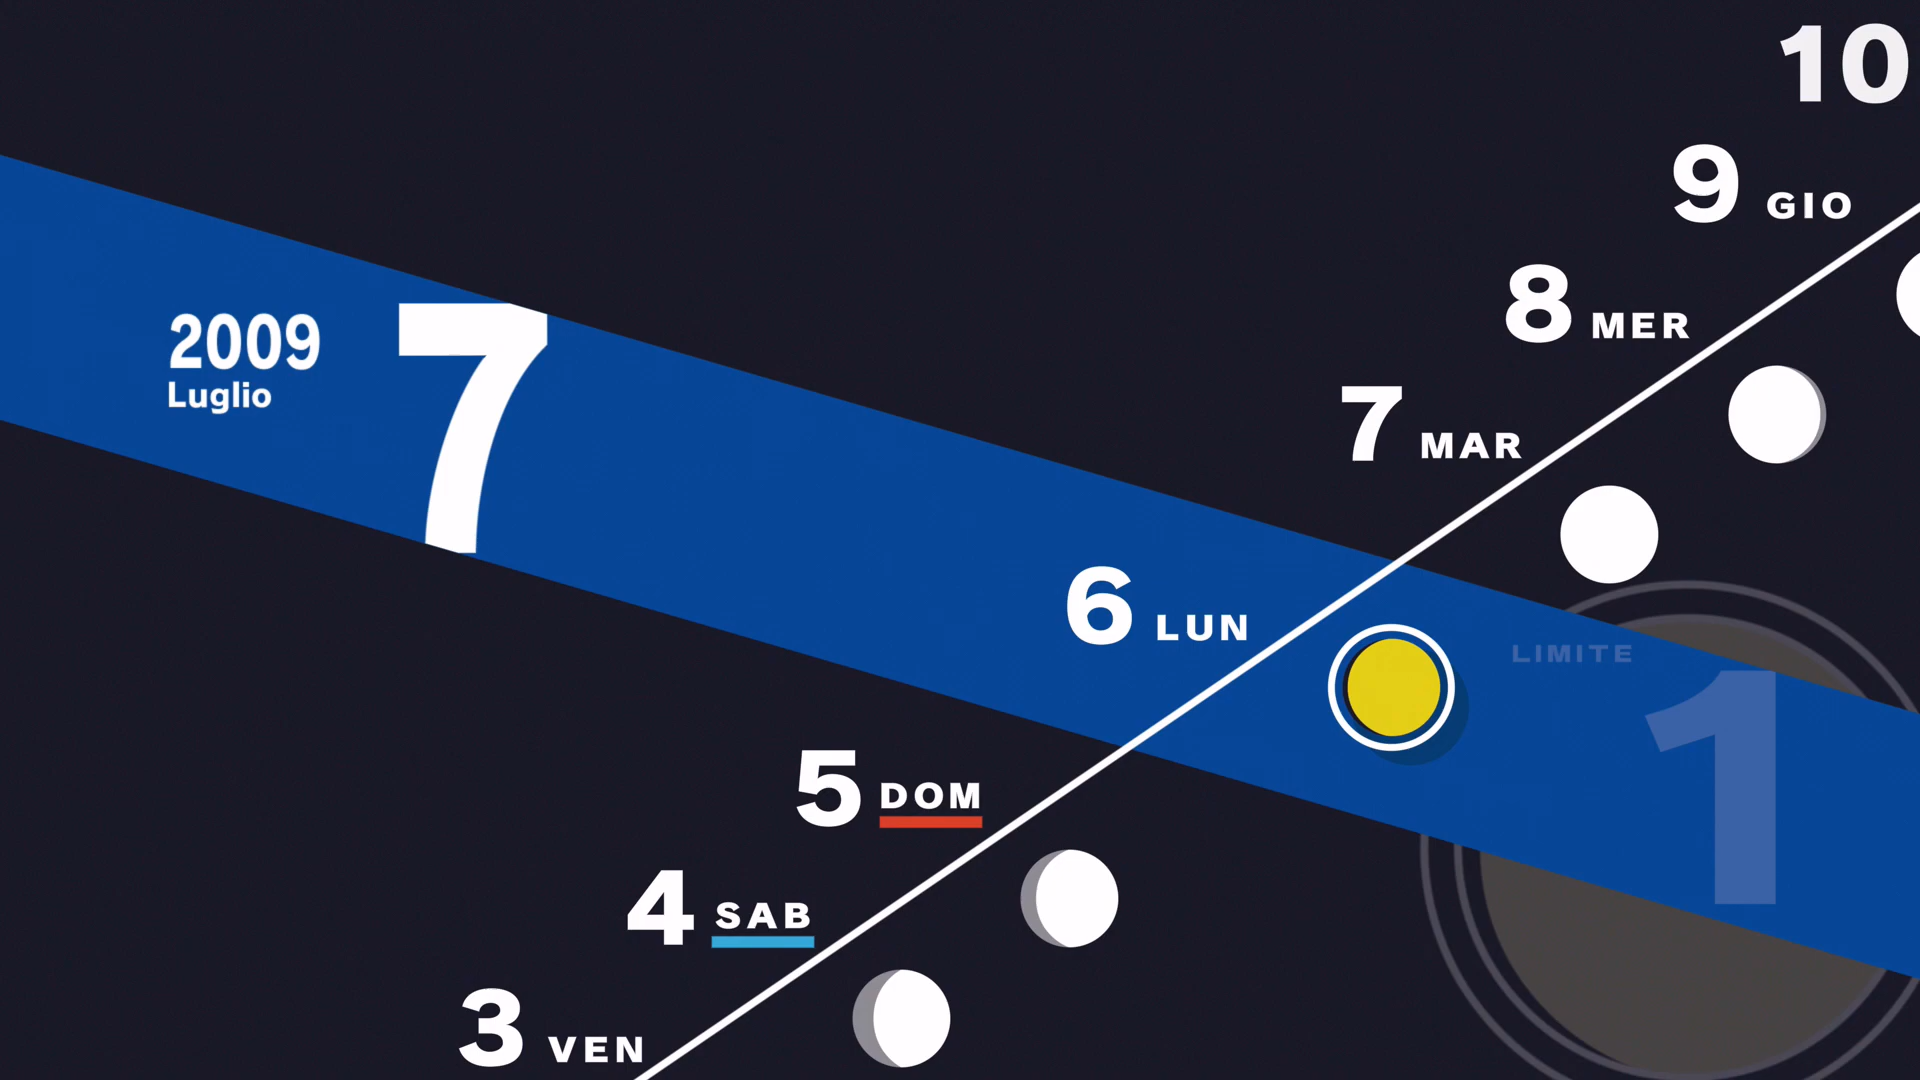 2009
Luglio
7
10
9 GIO
8 MER
7 MAR
6 LUN
LIMITE
1
5 DOM
4 SAB
3 VEN